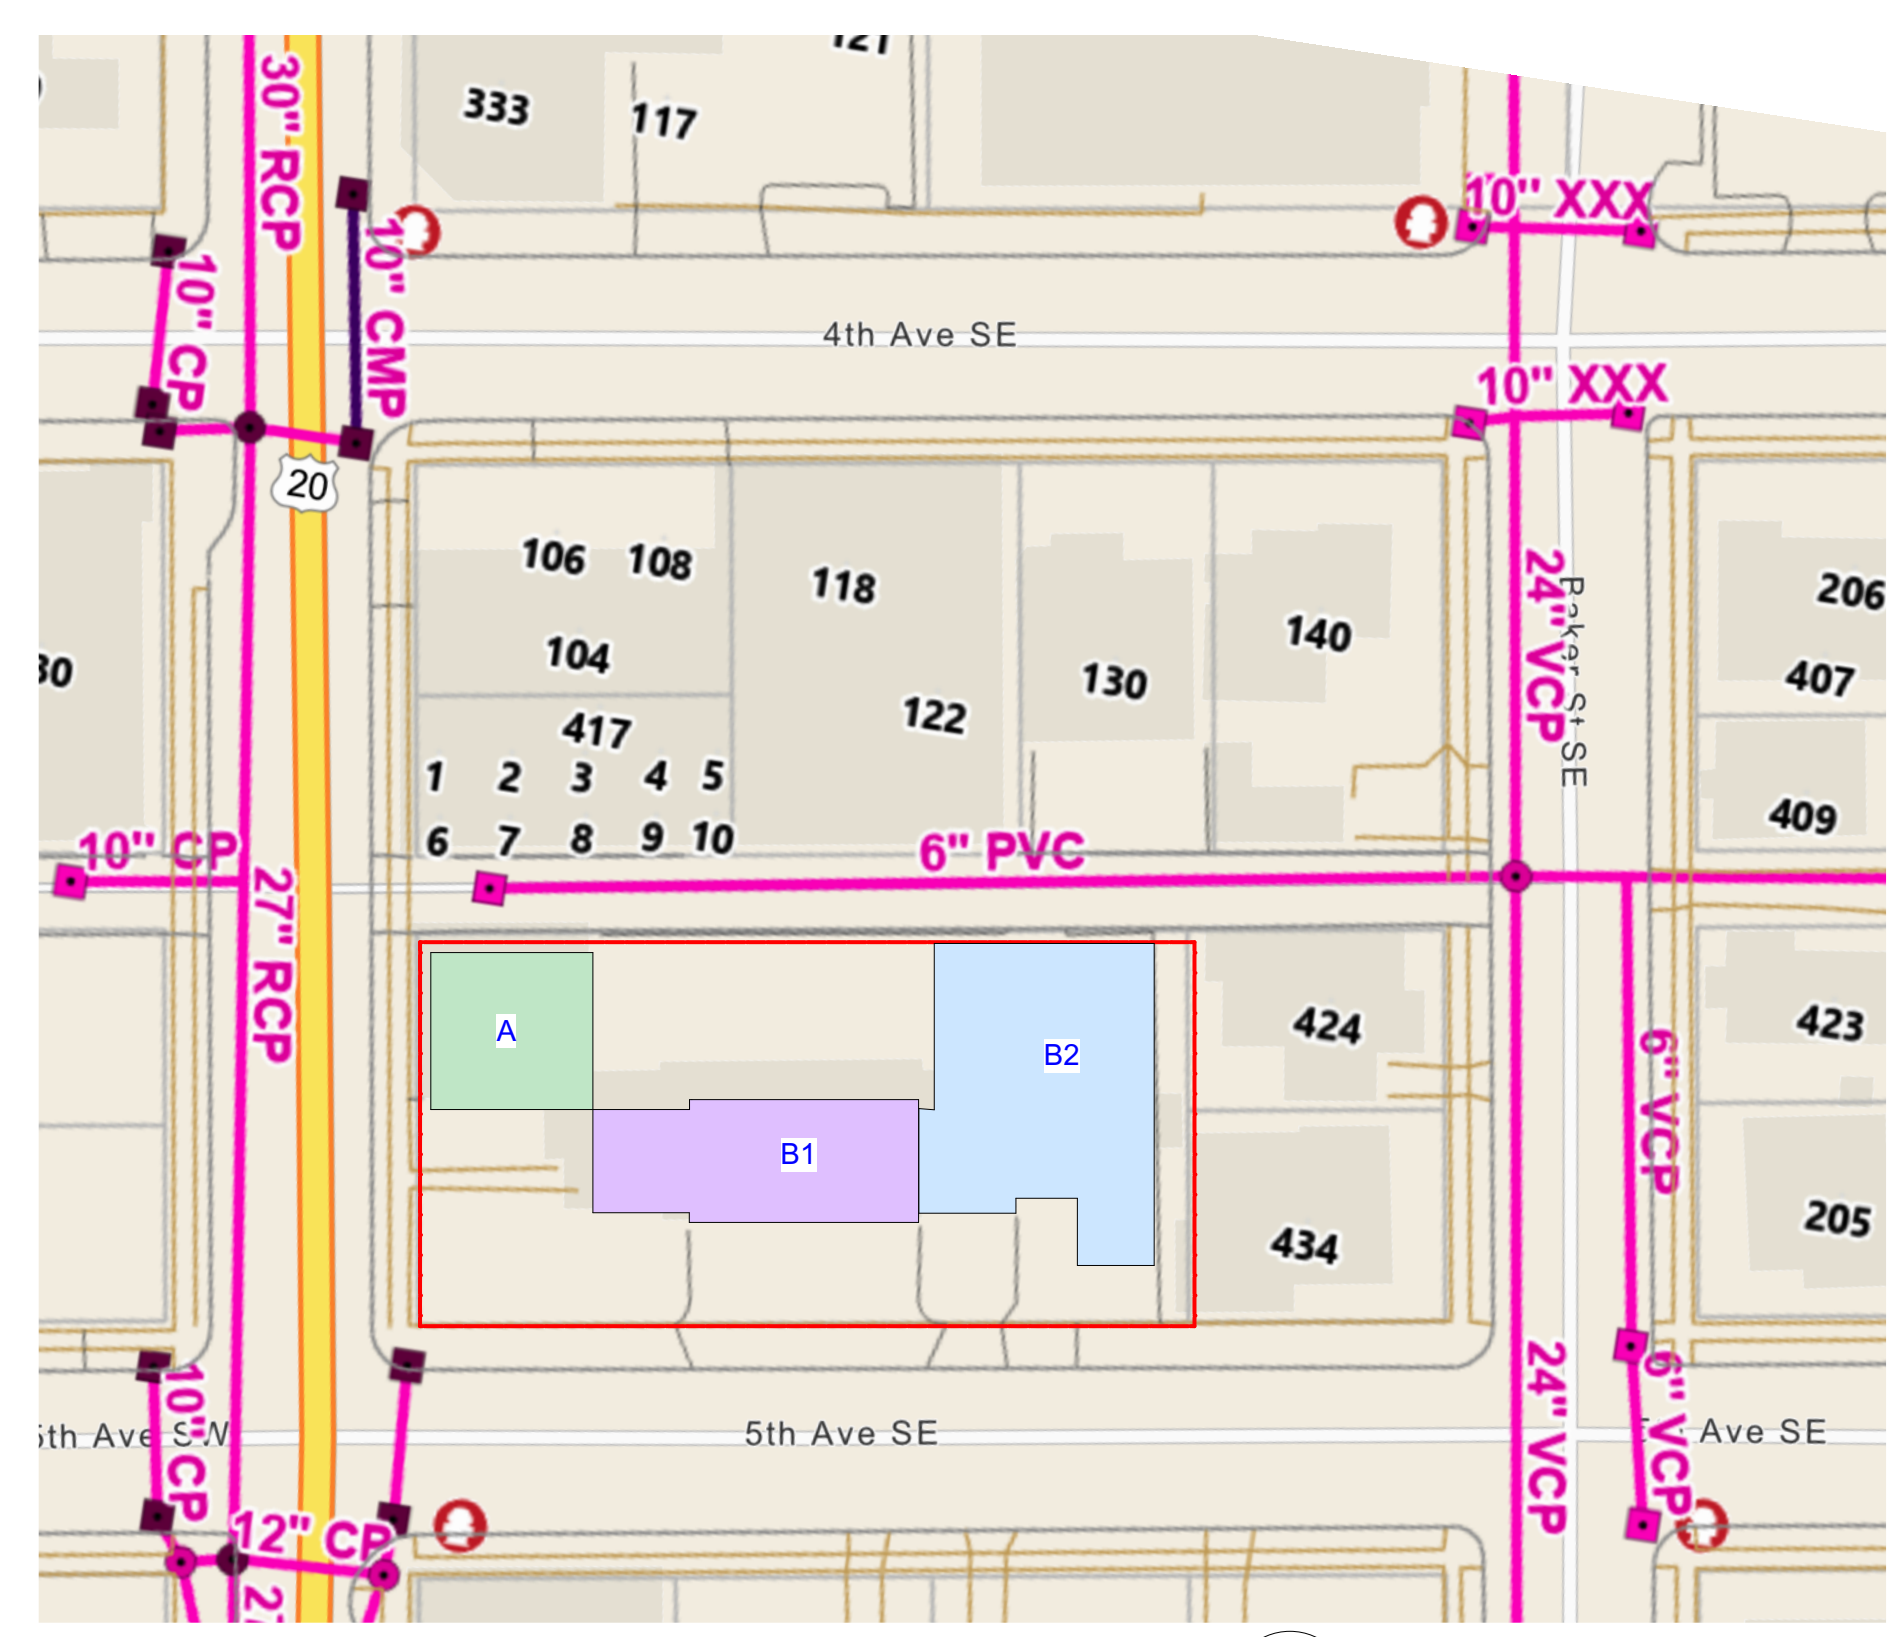 333
117
121
30" RCP
10" CP
10" CMP
10" XXX
4th Ave SE
10" XXX
20
106 108
118
104
122
130
140
417
1 2 3 4 5
6 7 8 9 10
24" VCP
Baker St SE
206
407
409
10" CP
6" PVC
27" RCP
A
B1
B2
424
434
423
205
6" VCP
5th Ave SW
10" CP
5th Ave SE
24" VCP
6" VCP
Ave SE
12" CP